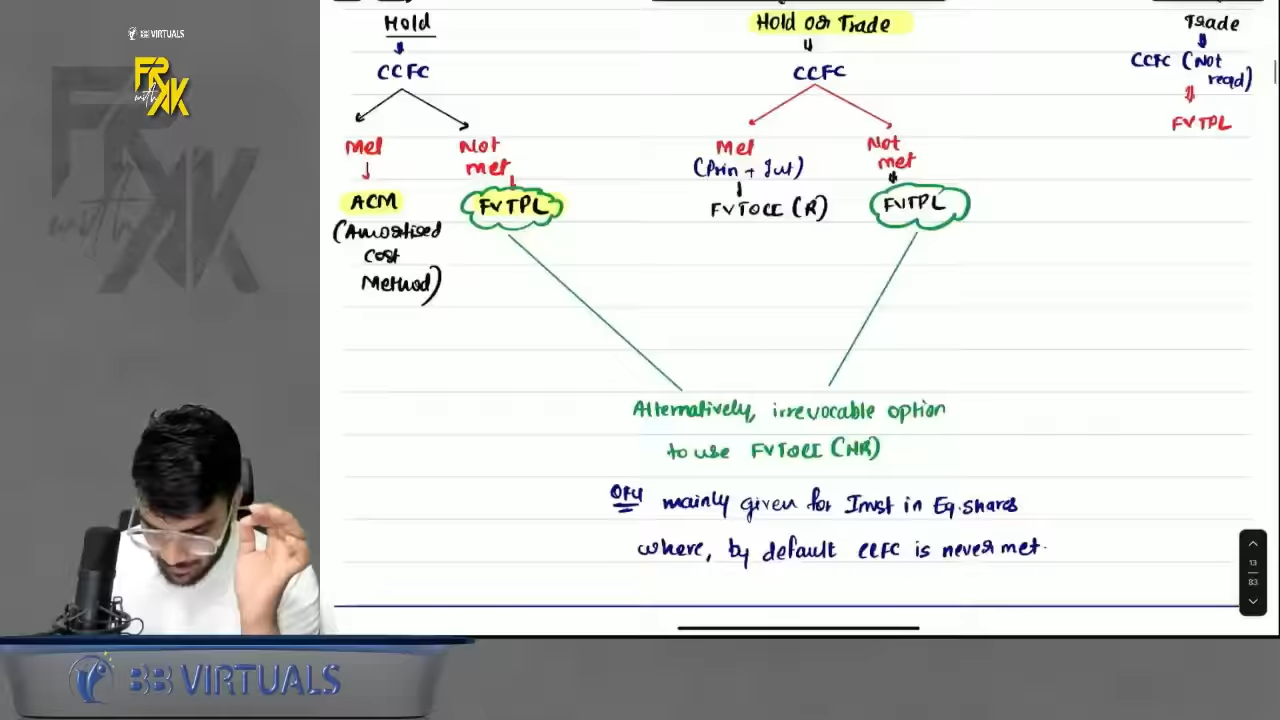 BB VIRTUALS
FR
with
KK
Hold
CCFC
Met
Not
met
ACM
(Amortised
Cost
Method)
FVTPL
Hold or Trade
CCFC
Met
(Prin + Int)
FVTOCI (R)
Not
met
FVTPL
Trade
CCFC (Not
reqd)
FVTPL
Alternatively, irrevocable option
to use FVTOCI (NR)
mainly given for Invst in Eq. shares
where, by default CCFC is never met.
13
83
BB VIRTUALS